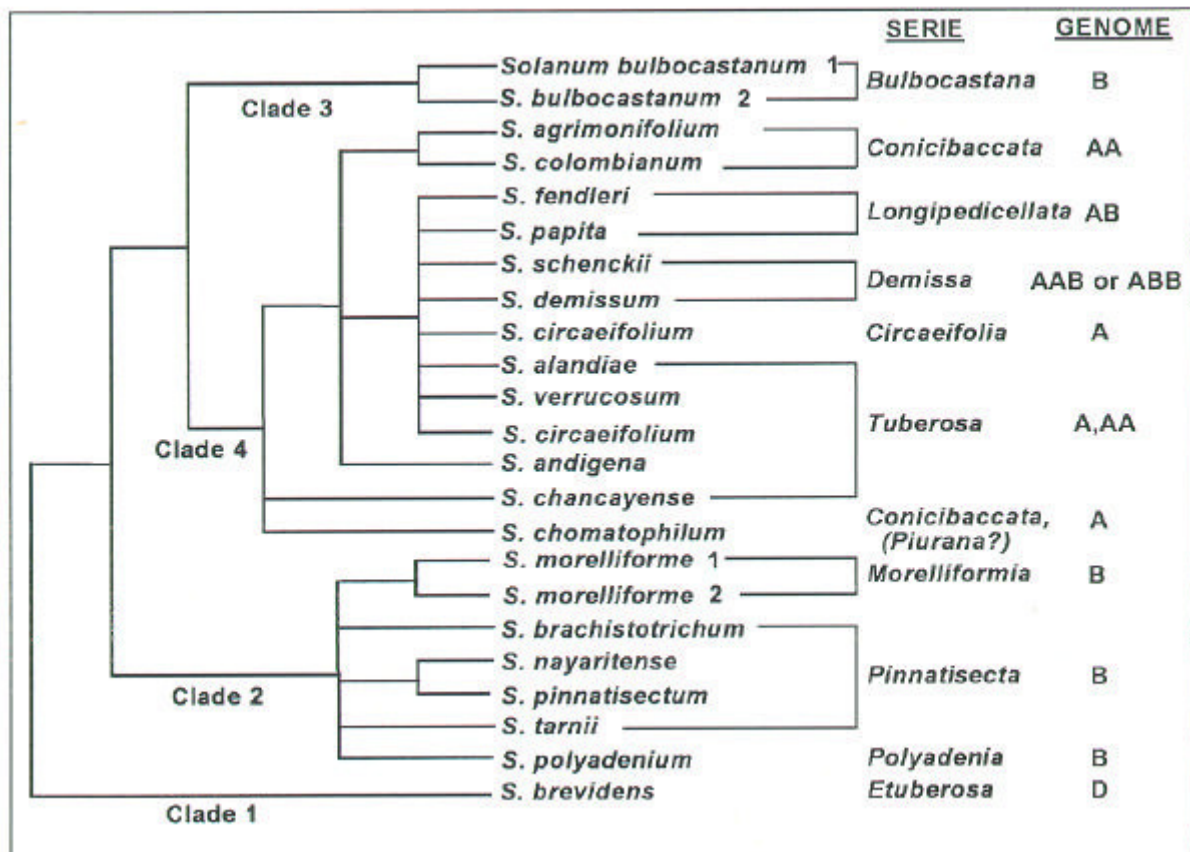 SERIE GENOME
Solanum bulbocastanum 1
Bulbocastana B
S. bulbocastanum 2
Clade 3
S. agrimonifolium
Conicibaccata AA
S. colombianum
S. fendleri
Longipedicellata AB
S. papita
S. schenckii
Demissa AAB or ABB
S. demissum
S. circaeifolium Circaeifolia A
S. alandiae
S. verrucosum
Tuberosa A,AA
S. circaeifolium
Clade 4
S. andigena
S. chancayense
Conicibaccata, A
S. chomatophilum
(Piurana?)
S. morelliforme 1
Morelliformia B
S. morelliforme 2
S. brachistotrichum
S. nayaritense
Pinnatisecta B
Clade 2
S. pinnatisectum
S. tarnii
S. polyadenium Polyadenia B
S. brevidens Etuberosa D
Clade 1